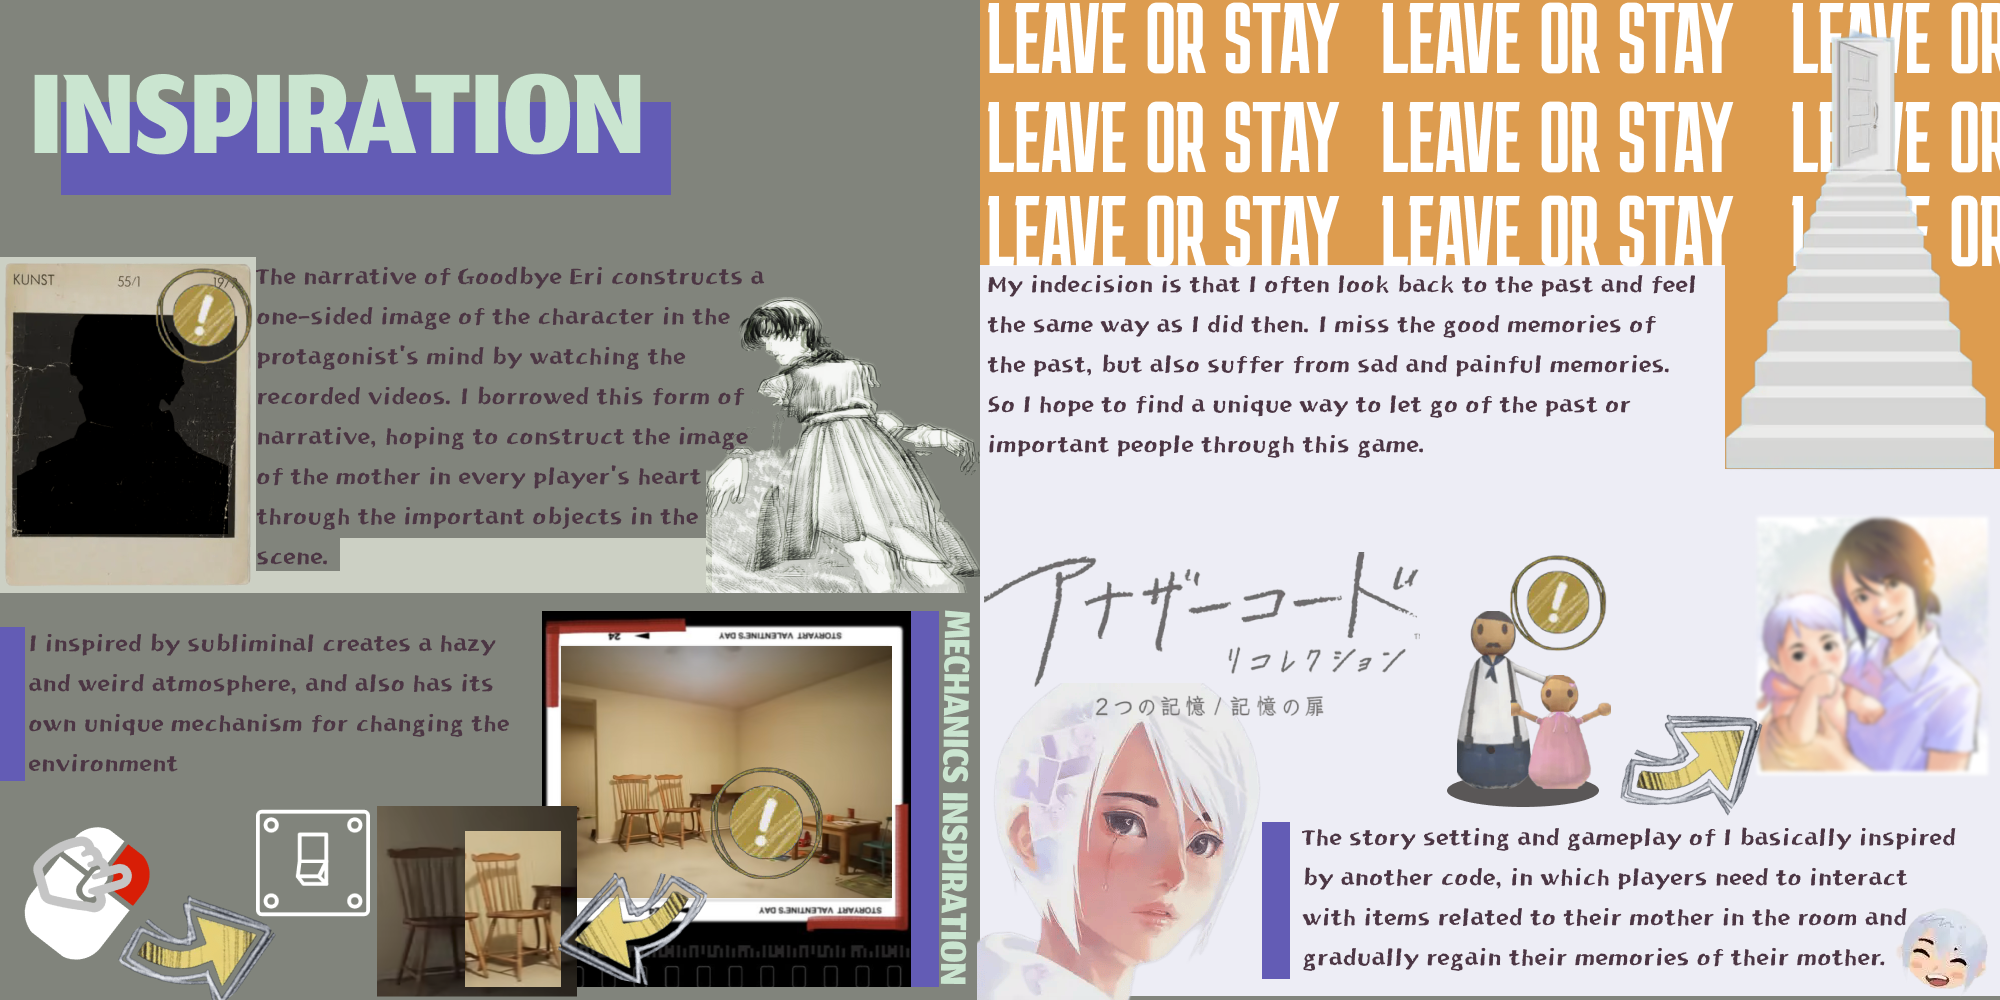 INSPIRATION
KUNST 55/1 1977
The narrative of Goodbye Eri constructs a
one-sided image of the character in the
protagonist's mind by watching the
recorded videos. I borrowed this form of
narrative, hoping to construct the image
of the mother in every player's heart
through the important objects in the
scene.
I inspired by subliminal creates a hazy
and weird atmosphere, and also has its
own unique mechanism for changing the
environment
24 STORYART VALENTINE'S DAY
24 STORYART VALENTINE'S DAY
MECHANICS INSPIRATION
LEAVE OR STAY LEAVE OR STAY LEAVE OR
LEAVE OR STAY LEAVE OR STAY LEAVE OR
LEAVE OR STAY LEAVE OR STAY L OR
My indecision is that I often look back to the past and feel
the same way as I did then. I miss the good memories of
the past, but also suffer from sad and painful memories.
So I hope to find a unique way to let go of the past or
important people through this game.
アナザーコード
リコレクション
2つの記憶 / 記憶の扉
The story setting and gameplay of I basically inspired
by another code, in which players need to interact
with items related to their mother in the room and
gradually regain their memories of their mother.